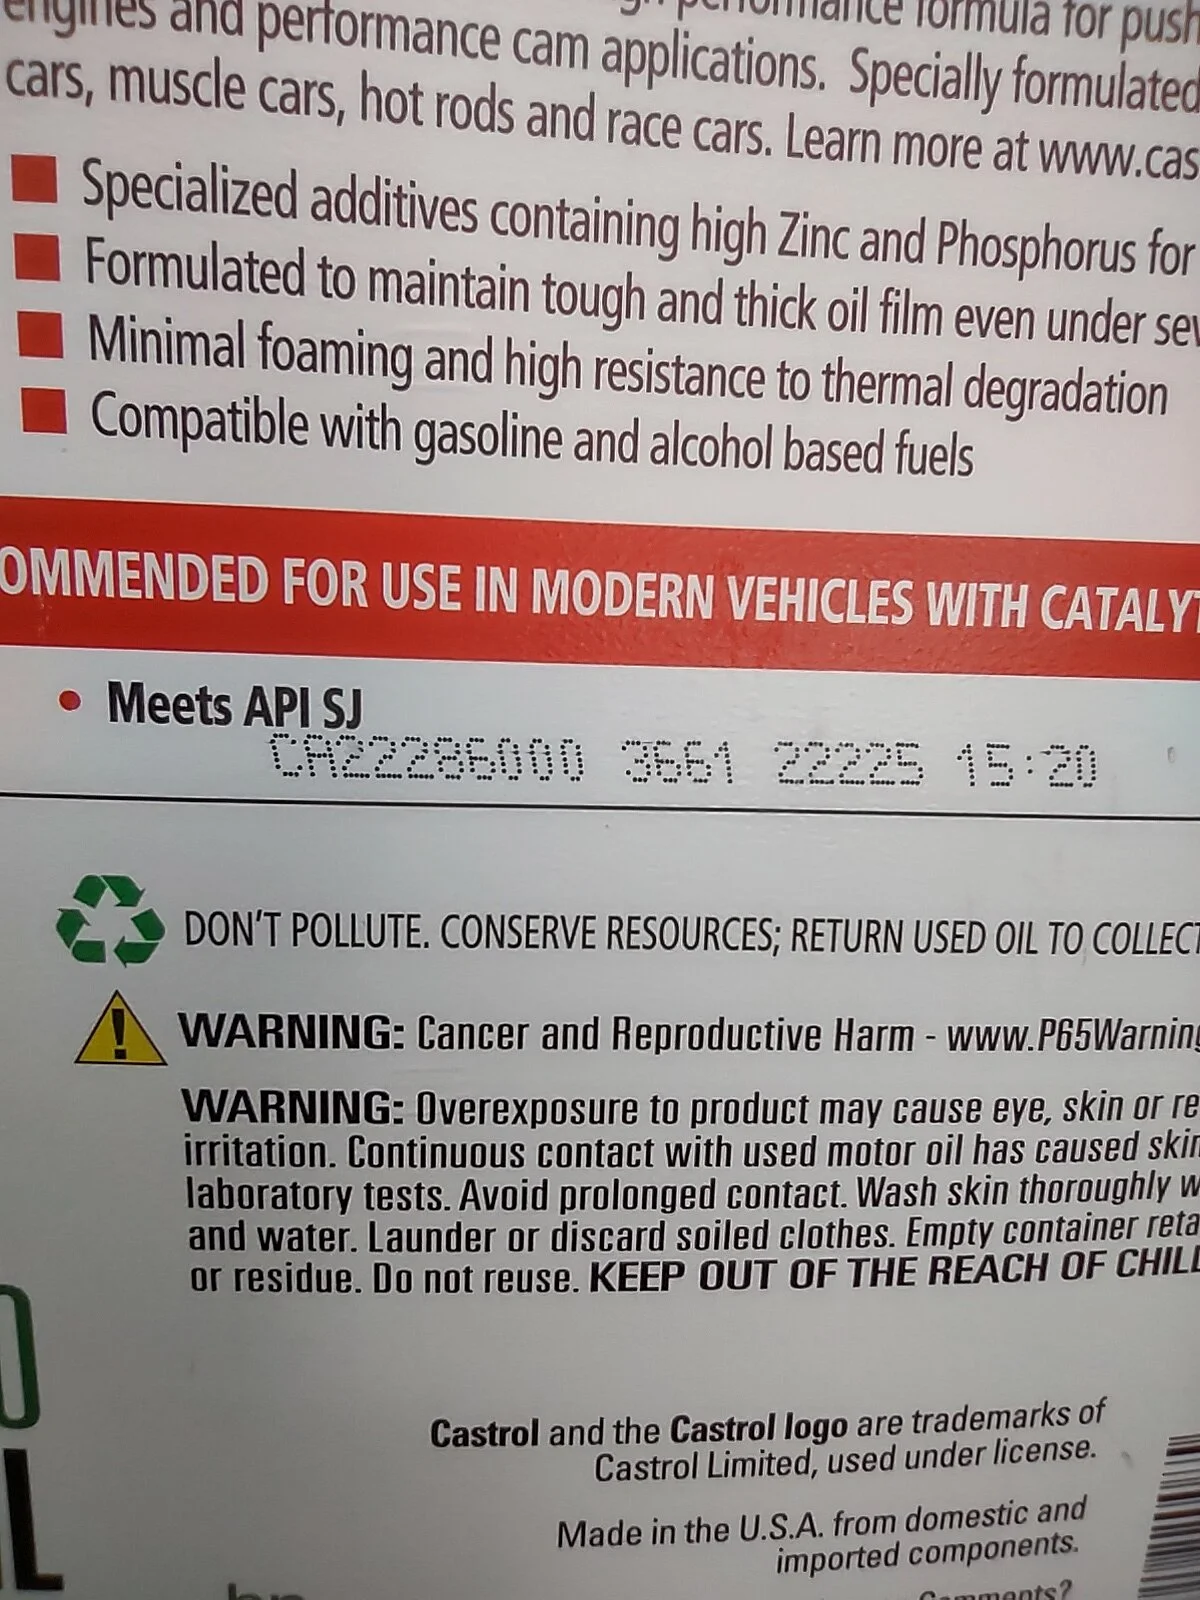 engines and performance cam applications. Specially formulated
performance formula for push
cars, muscle cars, hot rods and race cars. Learn more at www.cas
Specialized additives containing high Zinc and Phosphorus for
Formulated to maintain tough and thick oil film even under sev
Minimal foaming and high resistance to thermal degradation
Compatible with gasoline and alcohol based fuels
OMMENDED FOR USE IN MODERN VEHICLES WITH CATALYT
• Meets API SJ
CA22286000 3661 22225 15:20
DON'T POLLUTE. CONSERVE RESOURCES; RETURN USED OIL TO COLLECT
WARNING: Cancer and Reproductive Harm - www.P65Warning
WARNING: Overexposure to product may cause eye, skin or re
irritation. Continuous contact with used motor oil has caused skin
laboratory tests. Avoid prolonged contact. Wash skin thoroughly w
and water. Launder or discard soiled clothes. Empty container reta
or residue. Do not reuse. KEEP OUT OF THE REACH OF CHILD
Castrol and the Castrol logo are trademarks of
Castrol Limited, used under license.
Made in the U.S.A. from domestic and
imported components.
Comments?